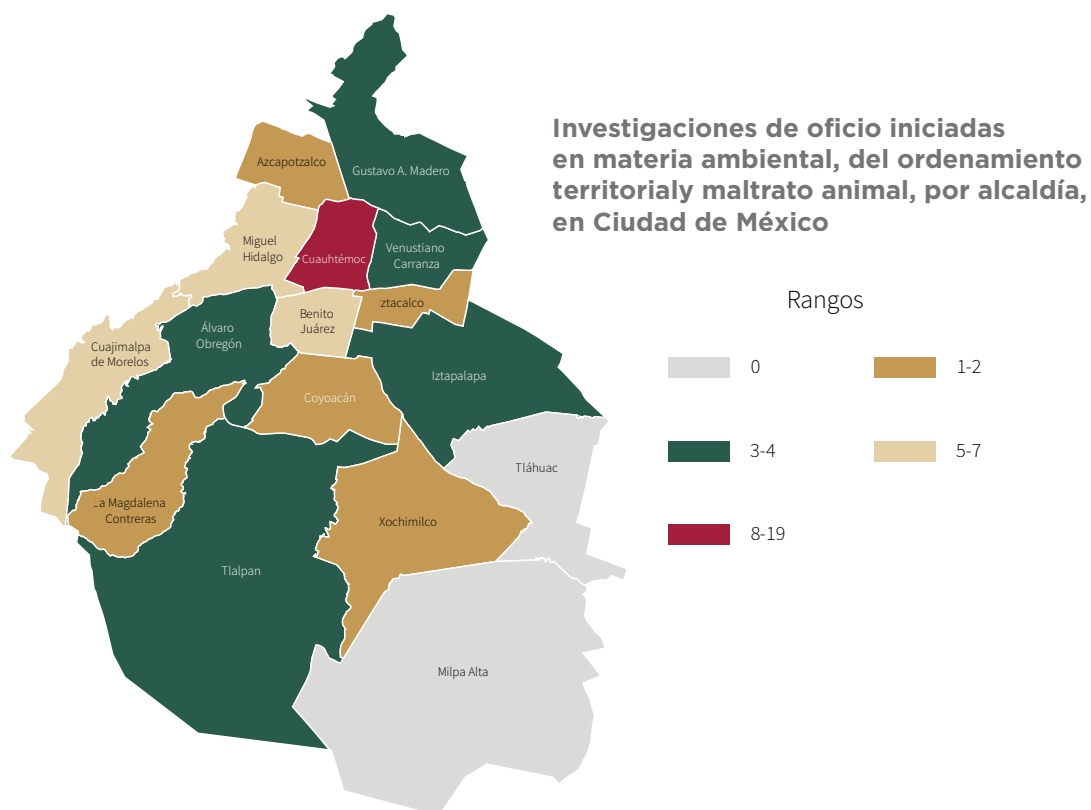 Investigaciones de oficio iniciadas
en materia ambiental, del ordenamiento
territorialy maltrato animal, por alcaldía,
en Ciudad de México
Rangos
0
1-2
3-4
5-7
8-19
Azcapotzalco
Gustavo A. Madero
Miguel
Hidalgo
Cuauhtémoc
Venustiano
Carranza
Iztacalco
Benito
Juárez
Álvaro
Obregón
Cuajimalpa
de Morelos
Iztapalapa
Coyoacán
Tláhuac
La Magdalena
Contreras
Xochimilco
Tlalpan
Milpa Alta